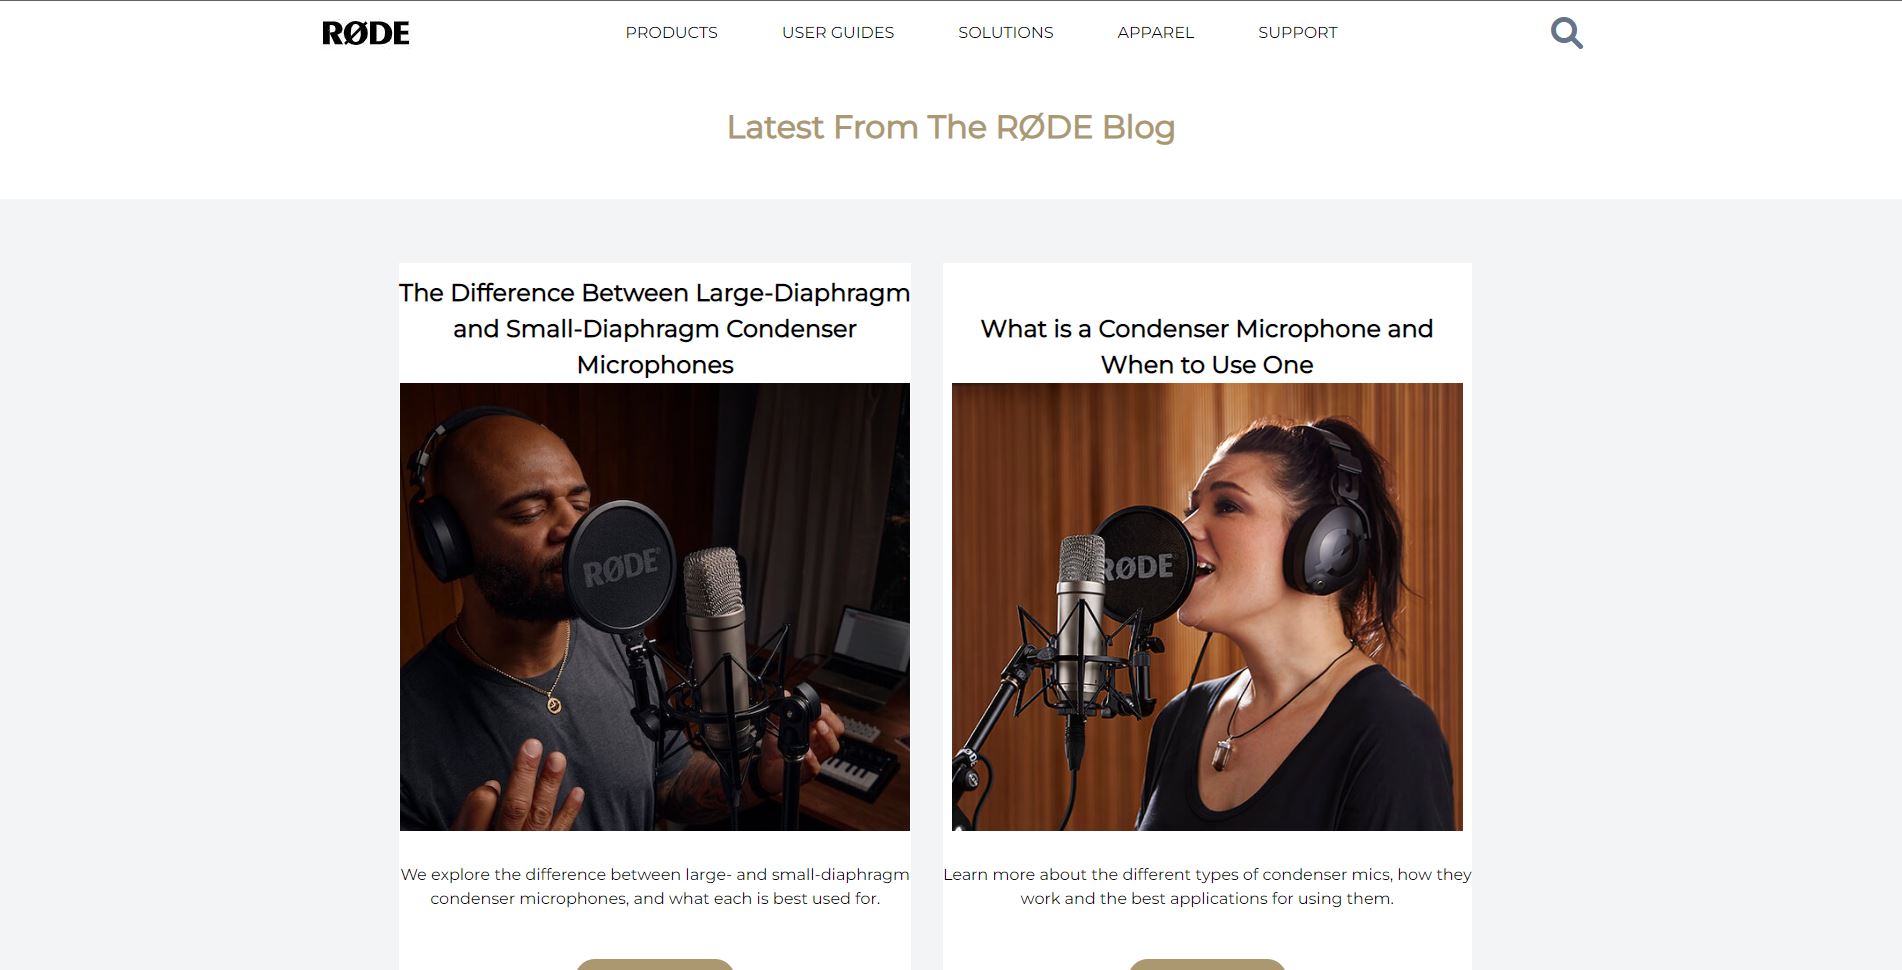 RØDE
PRODUCTS
USER GUIDES
SOLUTIONS
APPAREL
SUPPORT
Latest From The RØDE Blog
The Difference Between Large-Diaphragm
and Small-Diaphragm Condenser
Microphones
RØDE
We explore the difference between large- and small-diaphragm
condenser microphones, and what each is best used for.
What is a Condenser Microphone and
When to Use One
RØDE
Learn more about the different types of condenser mics, how they
work and the best applications for using them.